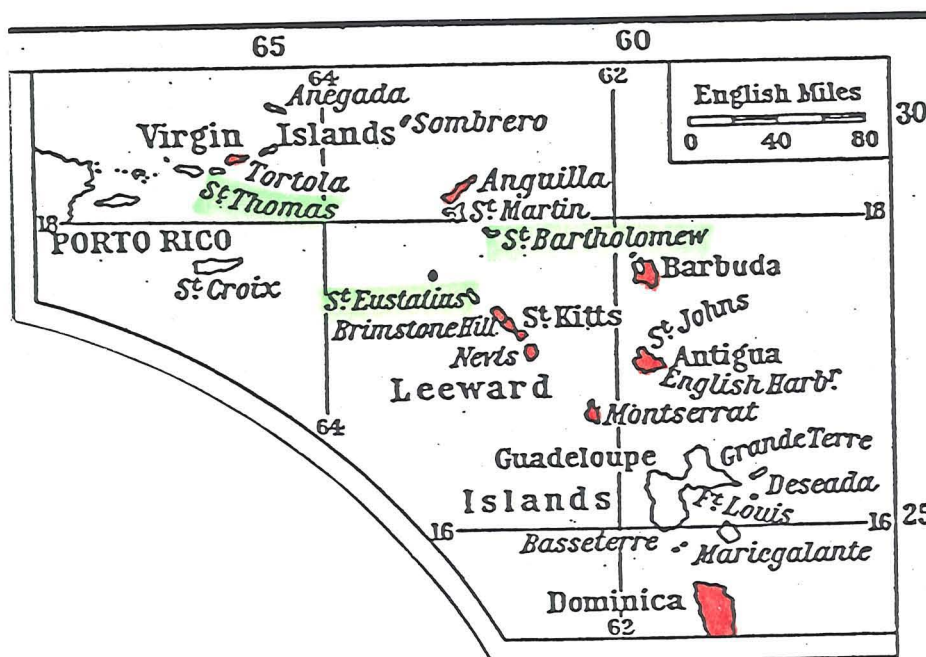 65
60
64
62
Anegada
English Miles
30
0 40 80
Virgin Islands
Sombrero
Tortola
Anguilla
St. Thomas
St. Martin
18
18
PORTO RICO
St. Bartholomew
Barbuda
St. Croix
St. Eustatius
Brimstone Hill
St. Kitts
St. Johns
Nevis
Antigua
English Harbr.
Leeward
Montserrat
64
Guadeloupe
Grande Terre
Deseada
Islands
Ft. Louis
16
16
25
Basseterre
Mariegalante
Dominica
62